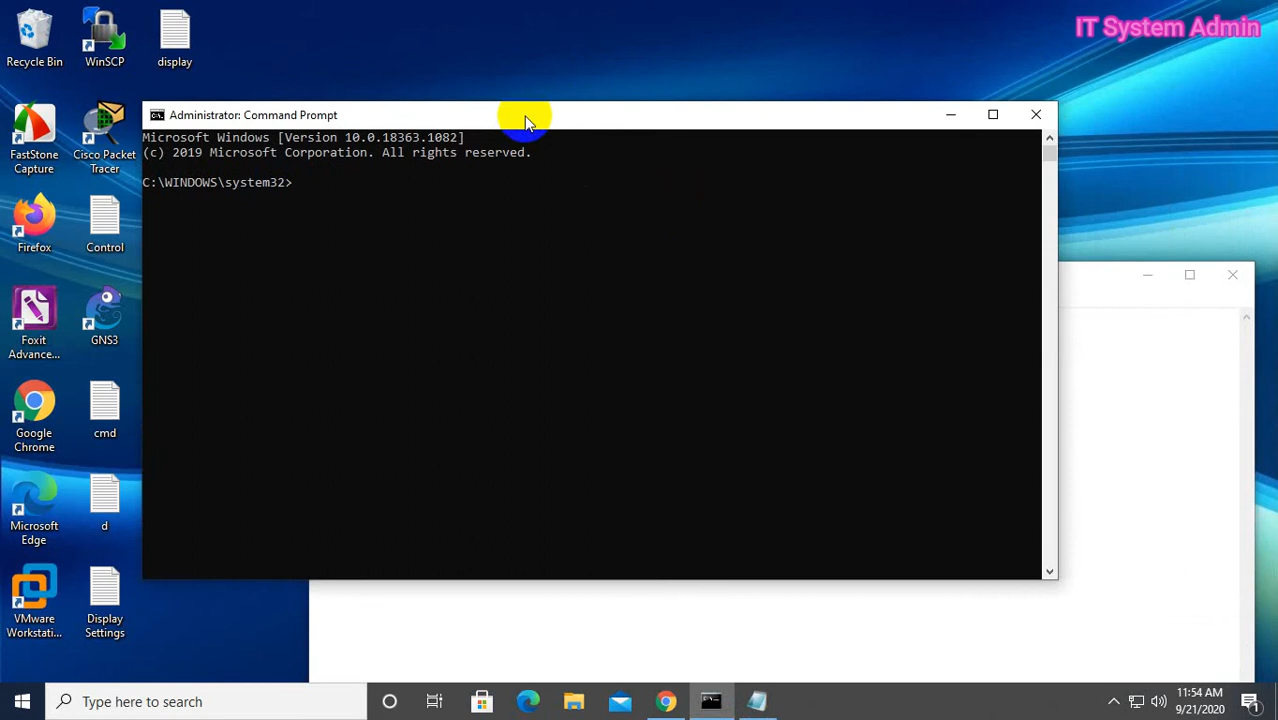 IT System Admin
Recycle Bin
WinSCP
display
FastStone
Capture
Cisco Packet
Tracer
Firefox
Control
Foxit
Advance...
GNS3
Google
Chrome
cmd
Microsoft
Edge
d
VMware
Workstati...
Display
Settings
Administrator: Command Prompt
Microsoft Windows [Version 10.0.18363.1082]
(c) 2019 Microsoft Corporation. All rights reserved.
C:\WINDOWS\system32>
Type here to search
11:54 AM
9/21/2020
1